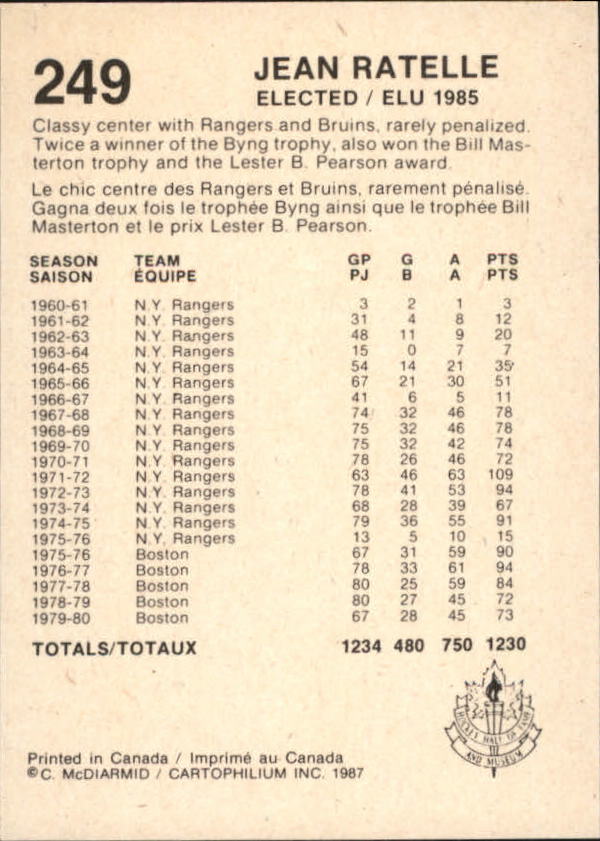 249
JEAN RATELLE
ELECTED / ELU 1985
Classy center with Rangers and Bruins, rarely penalized.
Twice a winner of the Byng trophy, also won the Bill Mas-
terton trophy and the Lester B. Pearson award.
Le chic centre des Rangers et Bruins, rarement pénalisé.
Gagna deux fois le trophée Byng ainsi que le trophée Bill
Masterton et le prix Lester B. Pearson.
SEASON TEAM GP G A PTS
SAISON ÉQUIPE PJ B A PTS
1960-61 N.Y. Rangers 3 2 1 3
1961-62 N.Y. Rangers 31 4 8 12
1962-63 N.Y. Rangers 48 11 9 20
1963-64 N.Y. Rangers 15 0 7 7
1964-65 N.Y. Rangers 54 14 21 35
1965-66 N.Y. Rangers 67 21 30 51
1966-67 N.Y. Rangers 41 6 5 11
1967-68 N.Y. Rangers 74 32 46 78
1968-69 N.Y. Rangers 75 32 46 78
1969-70 N.Y. Rangers 75 32 42 74
1970-71 N.Y. Rangers 78 26 46 72
1971-72 N.Y. Rangers 63 46 63 109
1972-73 N.Y. Rangers 78 41 53 94
1973-74 N.Y. Rangers 68 28 39 67
1974-75 N.Y. Rangers 79 36 55 91
1975-76 N.Y. Rangers 13 5 10 15
1975-76 Boston 67 31 59 90
1976-77 Boston 78 33 61 94
1977-78 Boston 80 25 59 84
1978-79 Boston 80 27 45 72
1979-80 Boston 67 28 45 73
TOTALS/TOTAUX 1234 480 750 1230
HOCKEY HALL OF FAME
AND MUSEUM
Printed in Canada / Imprimé au Canada
©C. McDIARMID / CARTOPHILIUM INC. 1987